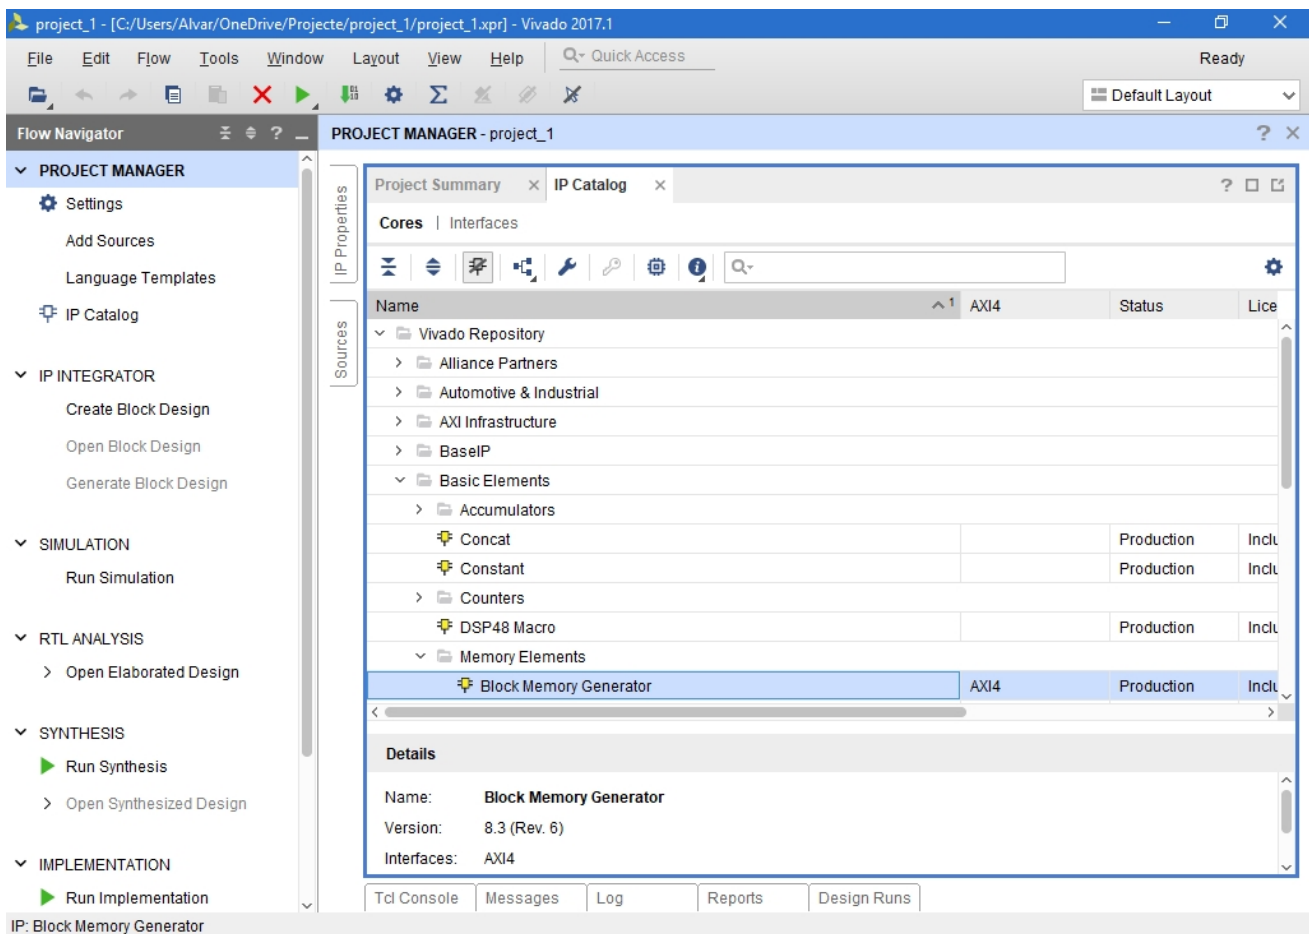 project_1 - [C:/Users/Alvar/OneDrive/Projecte/project_1/project_1.xpr] - Vivado 2017.1
File Edit Flow Tools Window Layout View Help Quick Access Ready
Default Layout
Flow Navigator
PROJECT MANAGER
Settings
Add Sources
Language Templates
IP Catalog
IP INTEGRATOR
Create Block Design
Open Block Design
Generate Block Design
SIMULATION
Run Simulation
RTL ANALYSIS
Open Elaborated Design
SYNTHESIS
Run Synthesis
Open Synthesized Design
IMPLEMENTATION
Run Implementation
PROJECT MANAGER - project_1
IP Properties
Sources
Project Summary IP Catalog
Cores | Interfaces
Name 1 AXI4 Status Lice
Vivado Repository
Alliance Partners
Automotive & Industrial
AXI Infrastructure
BaseIP
Basic Elements
Accumulators
Concat Production Inclu
Constant Production Inclu
Counters
DSP48 Macro Production Inclu
Memory Elements
Block Memory Generator AXI4 Production Inclu
Details
Name: Block Memory Generator
Version: 8.3 (Rev. 6)
Interfaces: AXI4
Tcl Console Messages Log Reports Design Runs
IP: Block Memory Generator